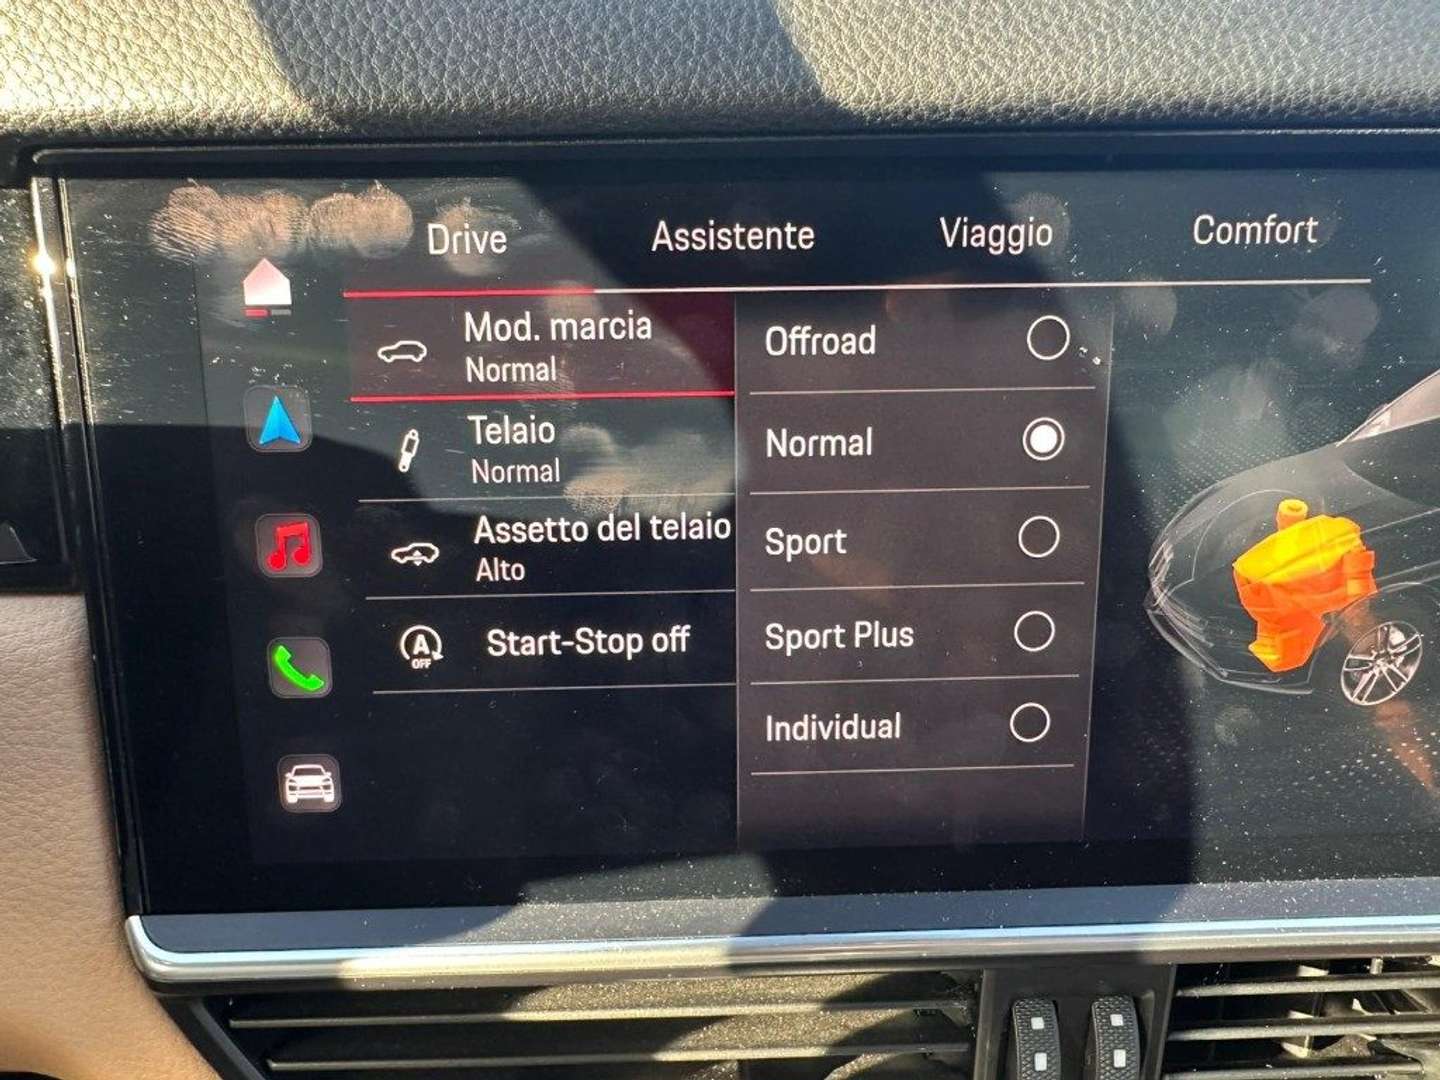 Drive Assistente Viaggio Comfort
Mod. marcia
Normal
Telaio
Normal
Assetto del telaio
Alto
A
OFF
Start-Stop off
Offroad
Normal
Sport
Sport Plus
Individual